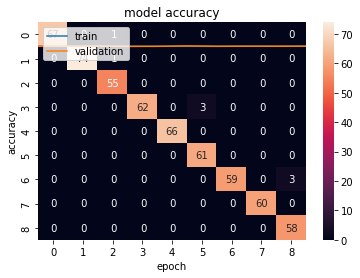 model accuracy
train
validation
0 1 0 0 0 0 0 0
1 0 1 0 0 0 0 0 0
2 0 0 55 0 0 0 0 0 0
3 0 0 0 62 0 3 0 0 0
4 0 0 0 0 66 0 0 0 0
5 0 0 0 0 0 61 0 0 0
6 0 0 0 0 0 0 59 0 3
7 0 0 0 0 0 0 0 60 0
8 0 0 0 0 0 0 0 0 58
0 1 2 3 4 5 6 7 8
accuracy
epoch
70
60
50
40
30
20
10
0